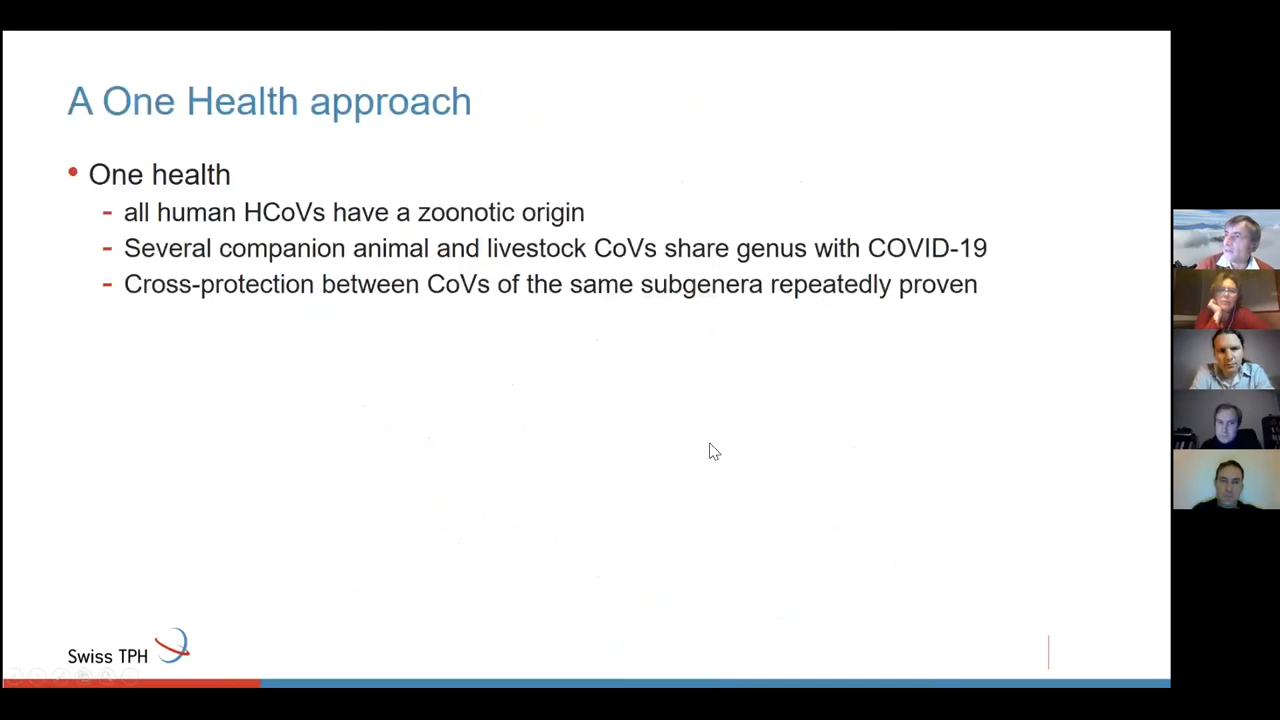 A One Health approach
• One health
- all human HCoVs have a zoonotic origin
- Several companion animal and livestock CoVs share genus with COVID-19
- Cross-protection between CoVs of the same subgenera repeatedly proven
Swiss TPH